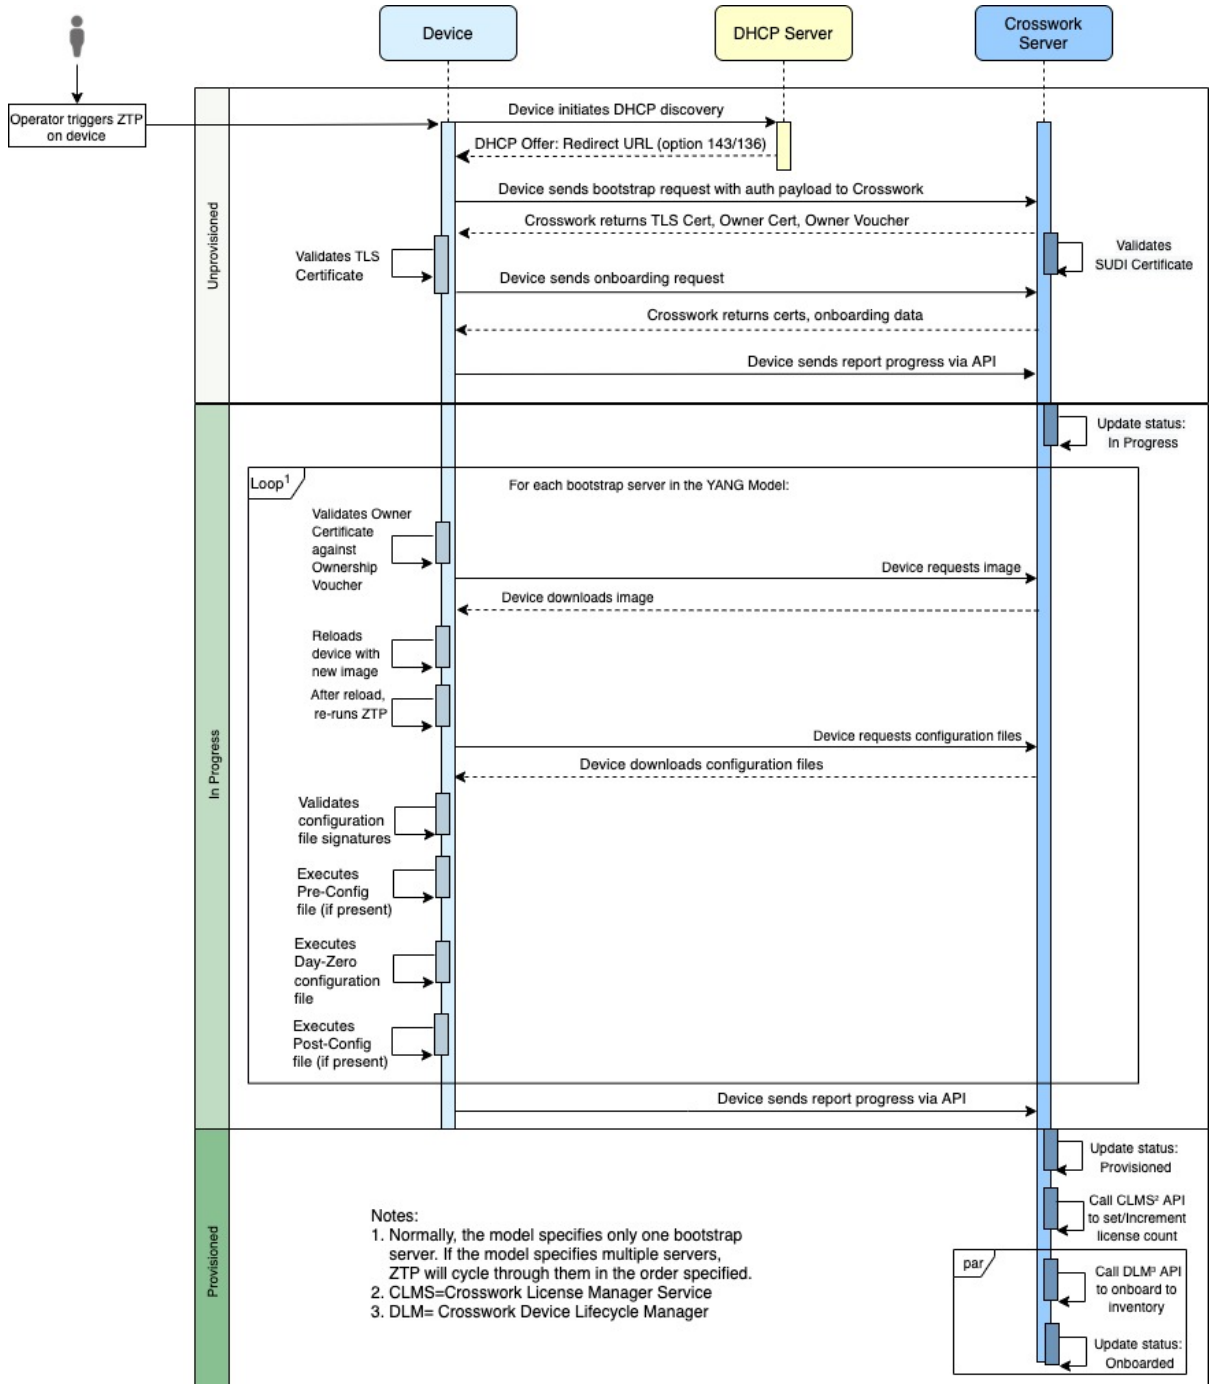 Device
DHCP Server
Crosswork
Server
Operator triggers ZTP
on device
Unprovisioned
Device initiates DHCP discovery
DHCP Offer: Redirect URL (option 143/136)
Device sends bootstrap request with auth payload to Crosswork
Crosswork returns TLS Cert, Owner Cert, Owner Voucher
Validates TLS
Certificate
Validates
SUDI Certificate
Device sends onboarding request
Crosswork returns certs, onboarding data
Device sends report progress via API
In Progress
Update status:
In Progress
Loop¹
For each bootstrap server in the YANG Model:
Validates Owner
Certificate
against
Ownership
Voucher
Device requests image
Device downloads image
Reloads
device with
new image
After reload,
re-runs ZTP
Device requests configuration files
Device downloads configuration files
Validates
configuration
file signatures
Executes
Pre-Config
file (if present)
Executes
Day-Zero
configuration
file
Executes
Post-Config
file (if present)
Device sends report progress via API
Provisioned
Update status:
Provisioned
Call CLMS² API
to set/Increment
license count
par
Call DLM³ API
to onboard to
inventory
Update status:
Onboarded
Notes:
1. Normally, the model specifies only one bootstrap
server. If the model specifies multiple servers,
ZTP will cycle through them in the order specified.
2. CLMS=Crosswork License Manager Service
3. DLM= Crosswork Device Lifecycle Manager